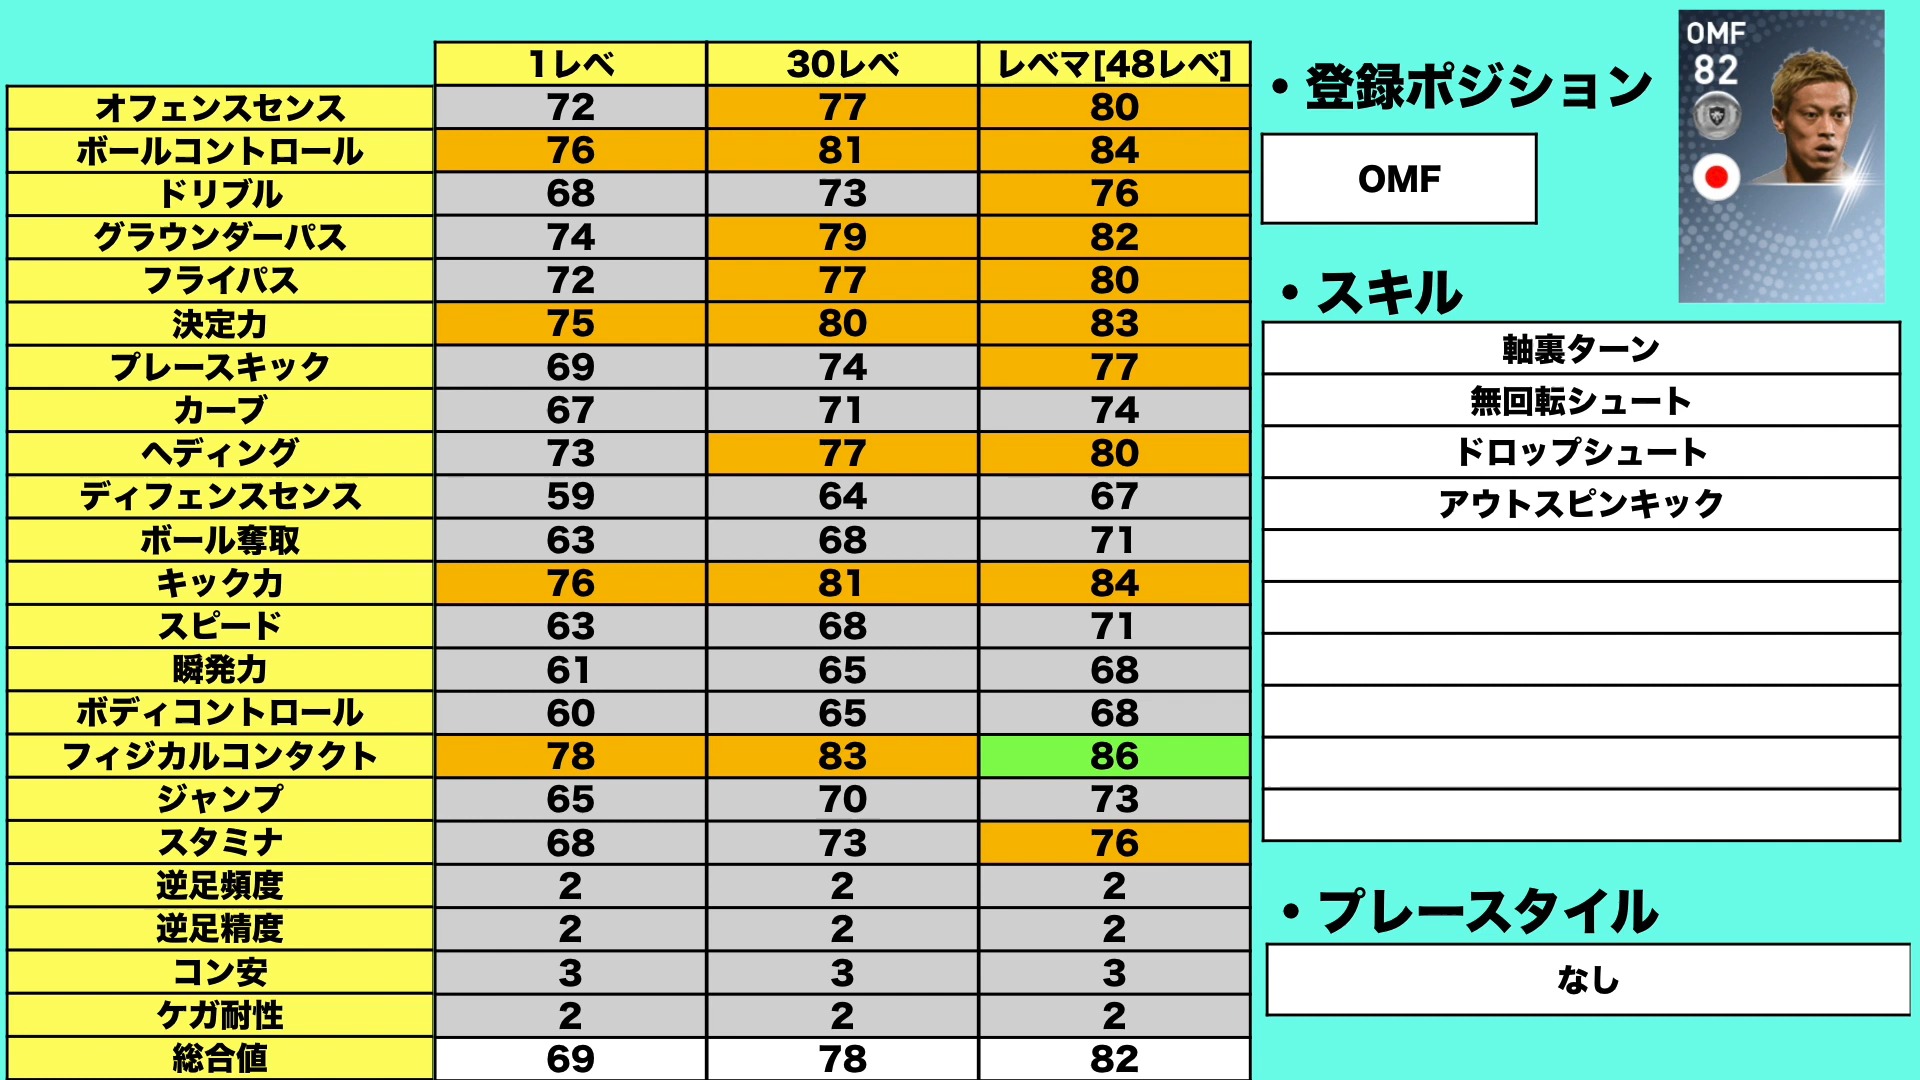 1レベ 30レベ レベマ[48レベ]
オフェンスセンス 72 77 80
ボールコントロール 76 81 84
ドリブル 68 73 76
グラウンダーパス 74 79 82
フライパス 72 77 80
決定力 75 80 83
プレースキック 69 74 77
カーブ 67 71 74
ヘディング 73 77 80
ディフェンスセンス 59 64 67
ボール奪取 63 68 71
キック力 76 81 84
スピード 63 68 71
瞬発力 61 65 68
ボディコントロール 60 65 68
フィジカルコンタクト 78 83 86
ジャンプ 65 70 73
スタミナ 68 73 76
逆足頻度 2 2 2
逆足精度 2 2 2
コン安 3 3 3
ケガ耐性 2 2 2
総合値 69 78 82
・登録ポジション
OMF
OMF
82
・スキル
軸裏ターン
無回転シュート
ドロップシュート
アウトスピンキック
・プレースタイル
なし